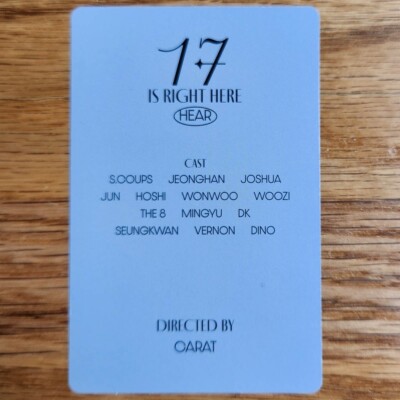 17
IS RIGHT HERE
HEAR
CAST
S.COUPS JEONGHAN JOSHUA
JUN HOSHI WONWOO WOOZI
THE 8 MINGYU DK
SEUNGKWAN VERNON DINO
DIRECTED BY
CARAT